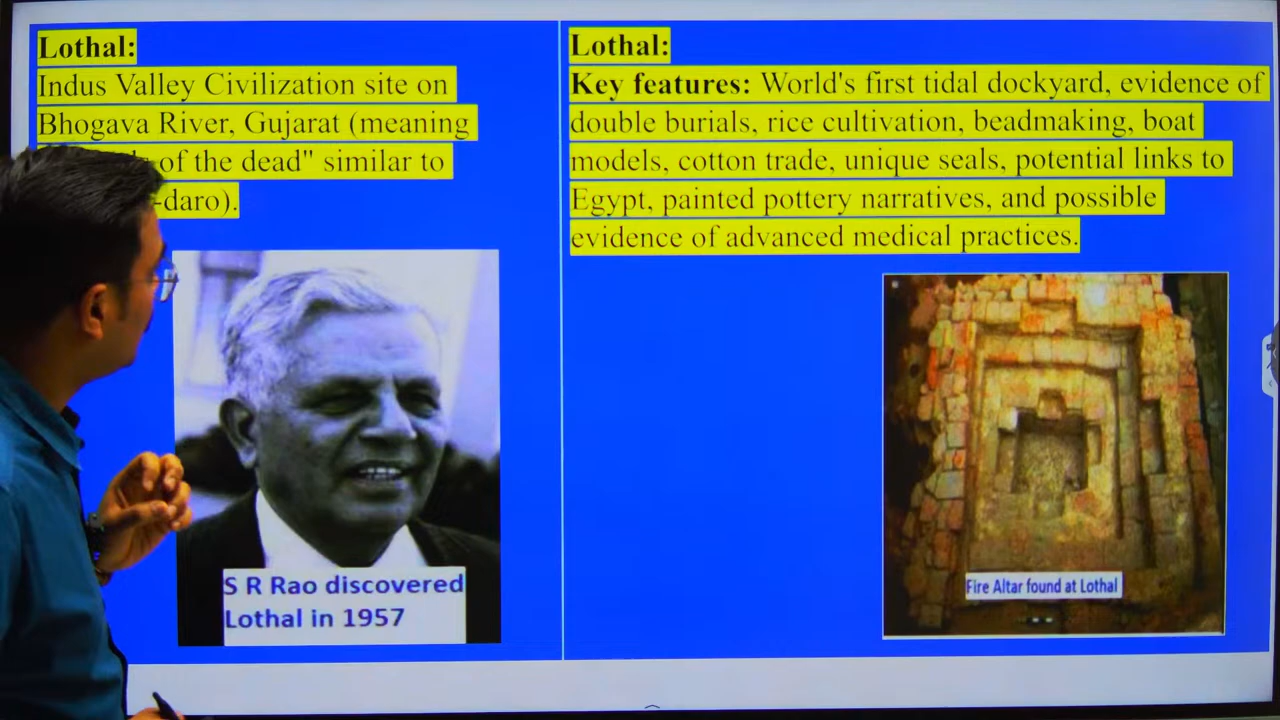 Lothal:
Indus Valley Civilization site on
Bhogava River, Gujarat (meaning
of the dead" similar to
-daro).
S R Rao discovered
Lothal in 1957
Lothal:
Key features: World's first tidal dockyard, evidence of
double burials, rice cultivation, beadmaking, boat
models, cotton trade, unique seals, potential links to
Egypt, painted pottery narratives, and possible
evidence of advanced medical practices.
Fire Altar found at Lothal